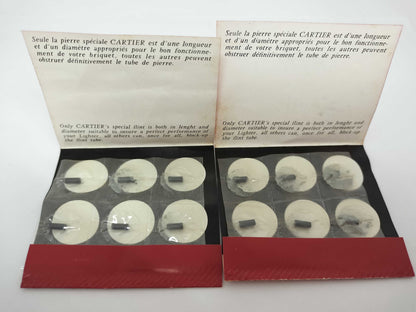 Seule la pierre spéciale CARTIER est d'une longueur
et d'un diamètre appropriés pour le bon fonctionne-
ment de votre briquet, toutes les autres peuvent
obstruer définitivement le tube de pierre.
Only CARTIER's special flint is both in lenght and
diameter suitable to insure a perfect performance of
your Lighter, all others can, once for all, block-up
the flint tube.
Seule la pierre spéciale CARTIER est d'une longueur
et d'un diamètre appropriés pour le bon fonctionne-
ment de votre briquet, toutes les autres peuvent
obstruer définitivement le tube de pierre.
Only CARTIER's special flint is both in lenght and
diameter suitable to insure a perfect performance of
your Lighter, all others can, once for all, block-up
the flint tube.